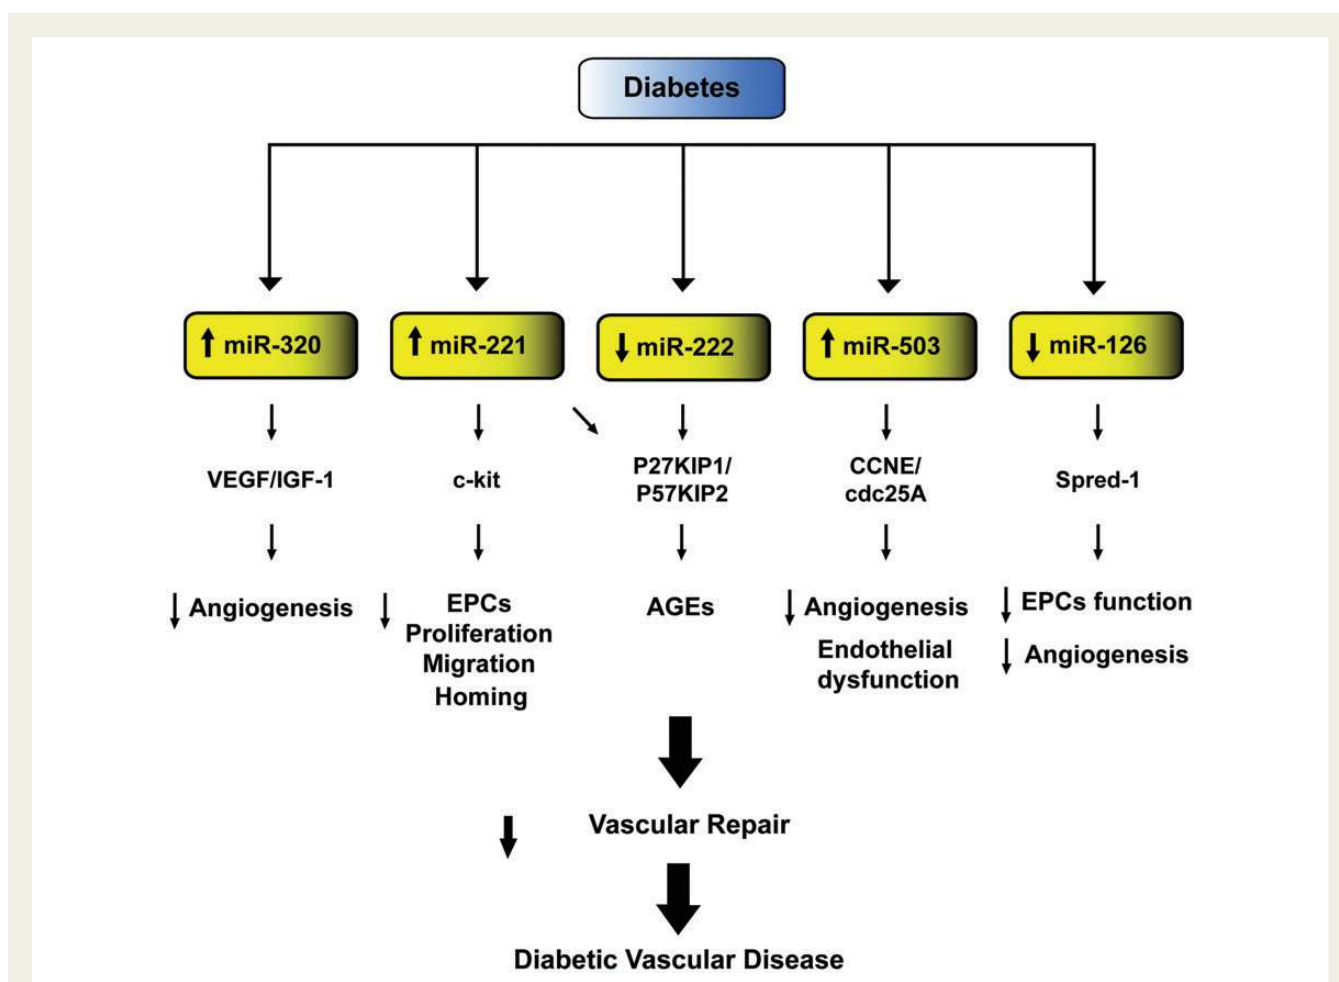 Diabetes
miR-320
miR-221
miR-222
miR-503
miR-126
VEGF/IGF-1
c-kit
P27KIP1/
P57KIP2
CCNE/
cdc25A
Spred-1
Angiogenesis
EPCs
Proliferation
Migration
Homing
AGEs
Angiogenesis
Endothelial
dysfunction
EPCs function
Angiogenesis
Vascular Repair
Diabetic Vascular Disease